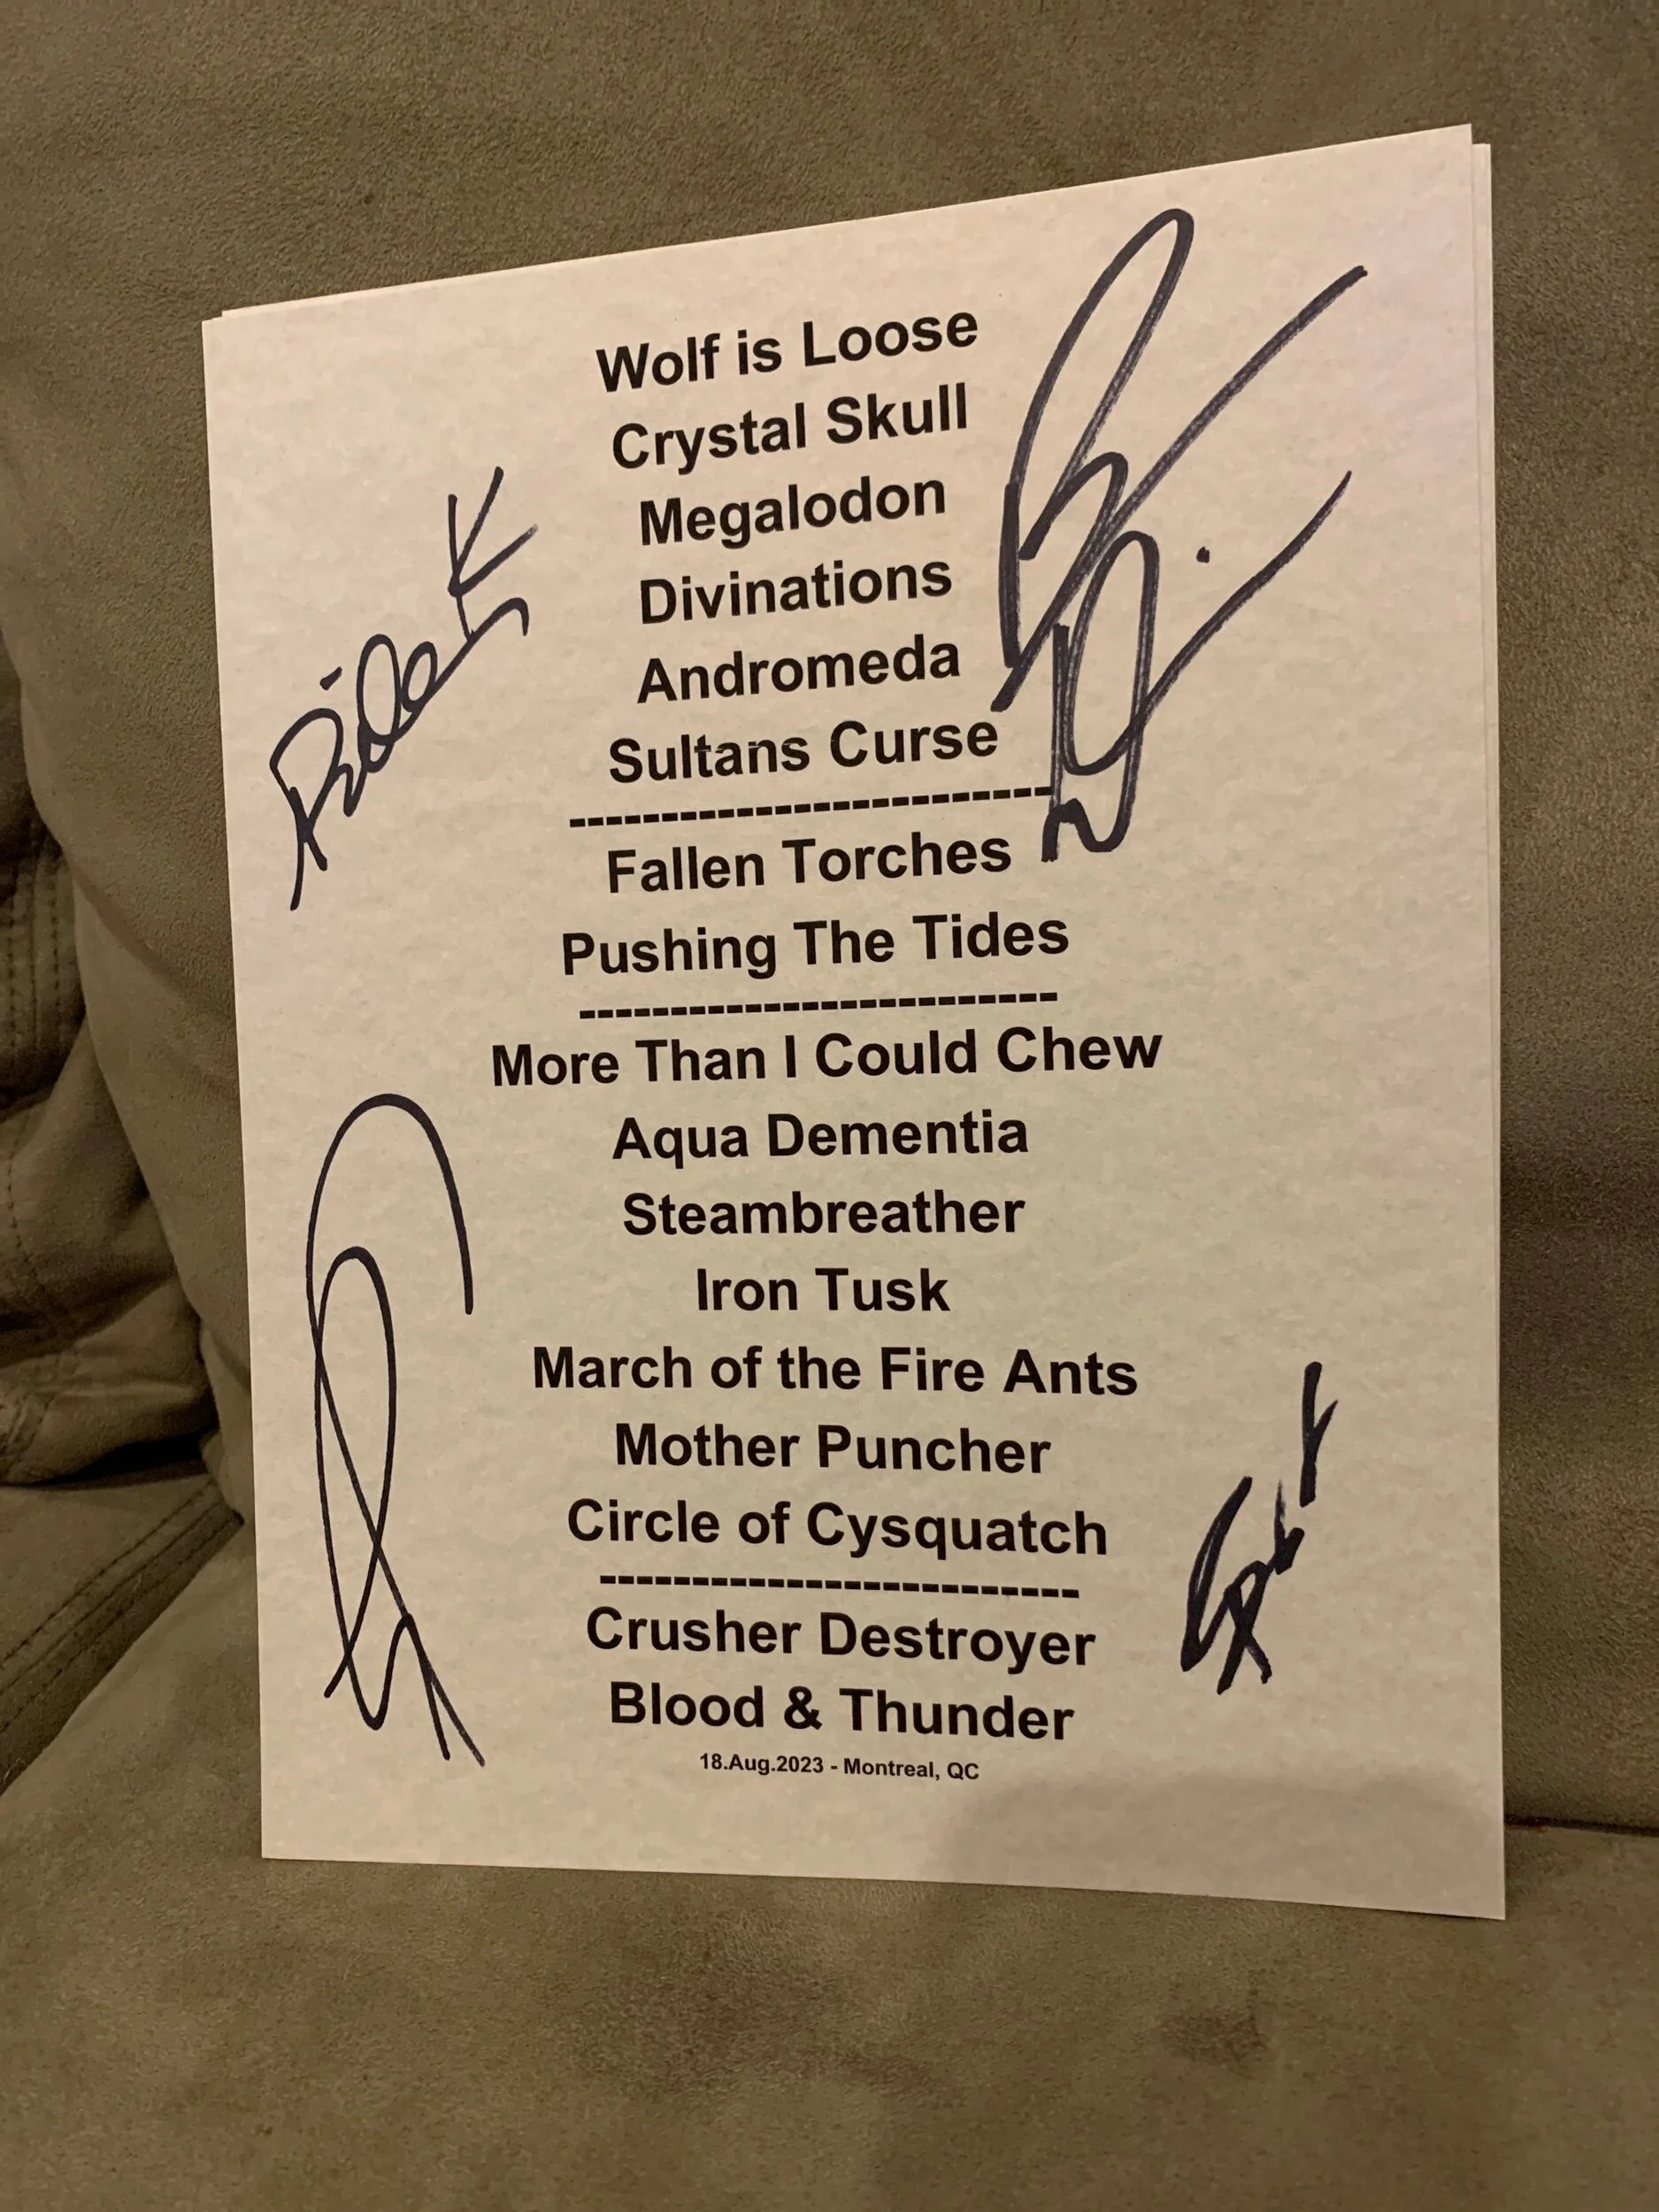 Wolf is Loose
Crystal Skull
Megalodon
Divinations
Andromeda
Sultans Curse
--------------------------
Fallen Torches
Pushing The Tides
--------------------------
More Than I Could Chew
Aqua Dementia
Steambreather
Iron Tusk
March of the Fire Ants
Mother Puncher
Circle of Cysquatch
--------------------------
Crusher Destroyer
Blood & Thunder
18.Aug.2023 - Montreal, QC